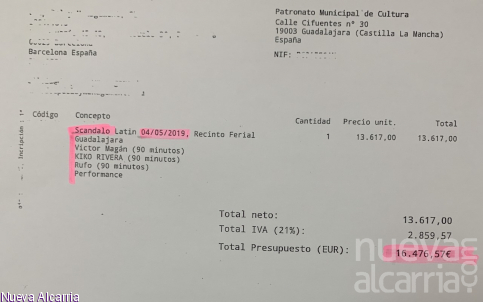 Patronato Municipal de Cultura
Calle Cifuentes nº 30
19003 Guadalajara (Castilla La Mancha)
España
NIF:
Barcelona España
Código Concepto Cantidad Precio unit. Total
Scandalo Latin 04/05/2019, Recinto Ferial 1 13.617,00 13.617,00
Guadalajara
Victor Magán (90 minutos)
KIKO RIVERA (90 minutos)
Rufo (90 minutos)
Performance
Total neto: 13.617,00
Total IVA (21%): 2.859,57
Total Presupuesto (EUR): 16.476,57€
nuevas
alcarria.com
Nueva Alcarria